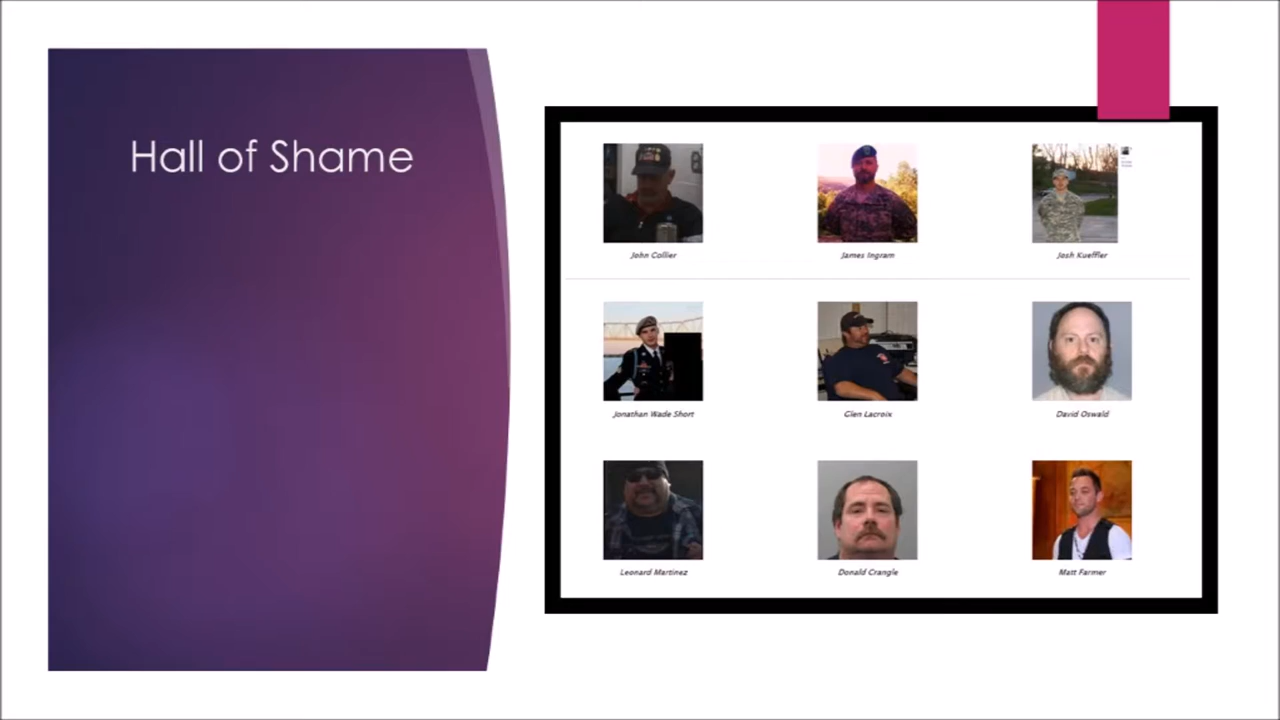 Hall of Shame
John Collier
James Ingram
Josh Kueffler
Jonathan Wade Short
Glen Lacroix
David Oswald
Leonard Martinez
Donald Crangle
Matt Farmer